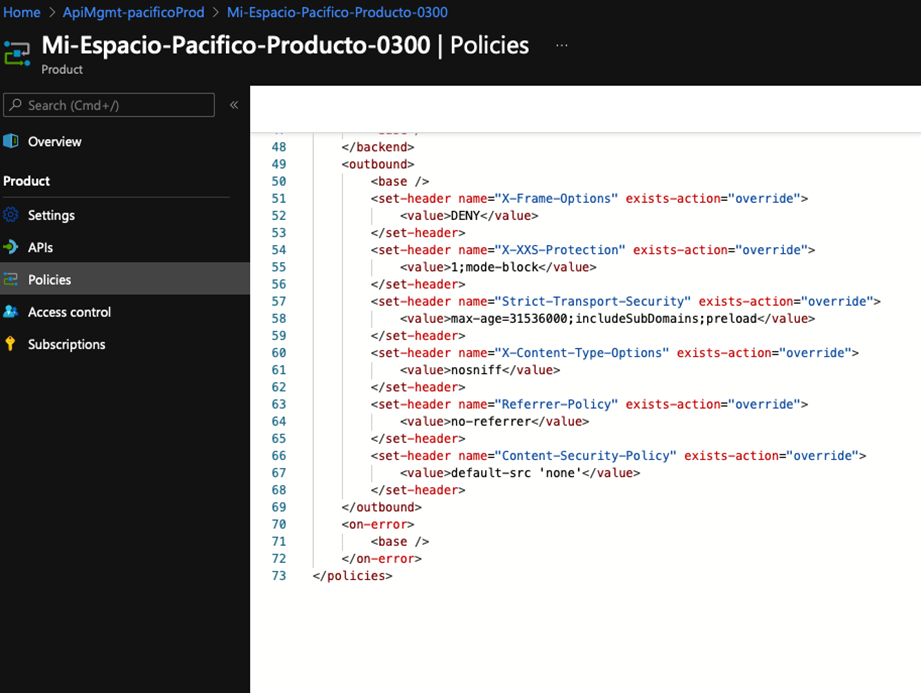 Home > ApiMgmt-pacificoProd > Mi-Espacio-Pacifico-Producto-0300
Mi-Espacio-Pacifico-Producto-0300 | Policies ...
Product
Search (Cmd+/) «
Overview
Product
Settings
APIs
Policies
Access control
Subscriptions
48 </backend>
49 <outbound>
50 <base />
51 <set-header name="X-Frame-Options" exists-action="override">
52 <value>DENY</value>
53 </set-header>
54 <set-header name="X-XXS-Protection" exists-action="override">
55 <value>1;mode-block</value>
56 </set-header>
57 <set-header name="Strict-Transport-Security" exists-action="override">
58 <value>max-age=31536000;includeSubDomains;preload</value>
59 </set-header>
60 <set-header name="X-Content-Type-Options" exists-action="override">
61 <value>nosniff</value>
62 </set-header>
63 <set-header name="Referrer-Policy" exists-action="override">
64 <value>no-referrer</value>
65 </set-header>
66 <set-header name="Content-Security-Policy" exists-action="override">
67 <value>default-src 'none'</value>
68 </set-header>
69 </outbound>
70 <on-error>
71 <base />
72 </on-error>
73 </policies>